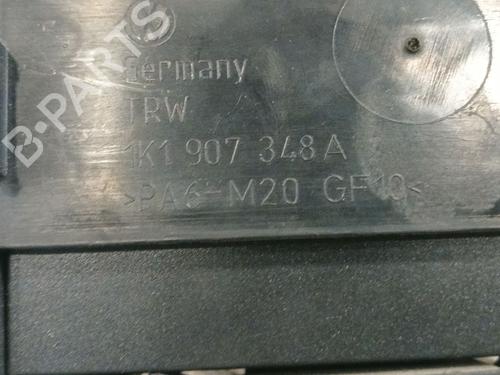 B-PARTS
Germany
TRW
1K1 907 348 A
>PA6-M20 GF10<